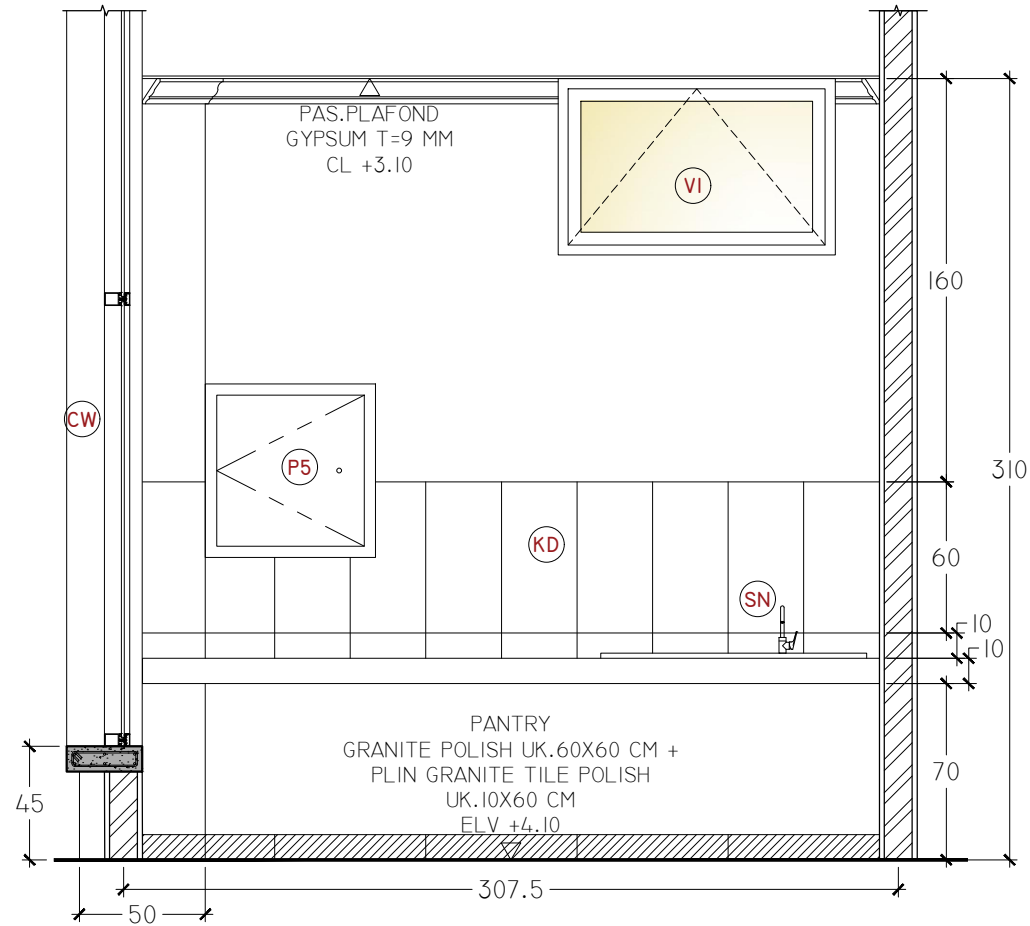 PAS.PLAFOND
GYPSUM T=9 MM
CL +3.10
V1
160
CW
P5
310
KD
60
SN
10
10
PANTRY
GRANITE POLISH UK.60X60 CM +
PLIN GRANITE TILE POLISH
UK.10X60 CM
ELV +4.10
70
45
307.5
50